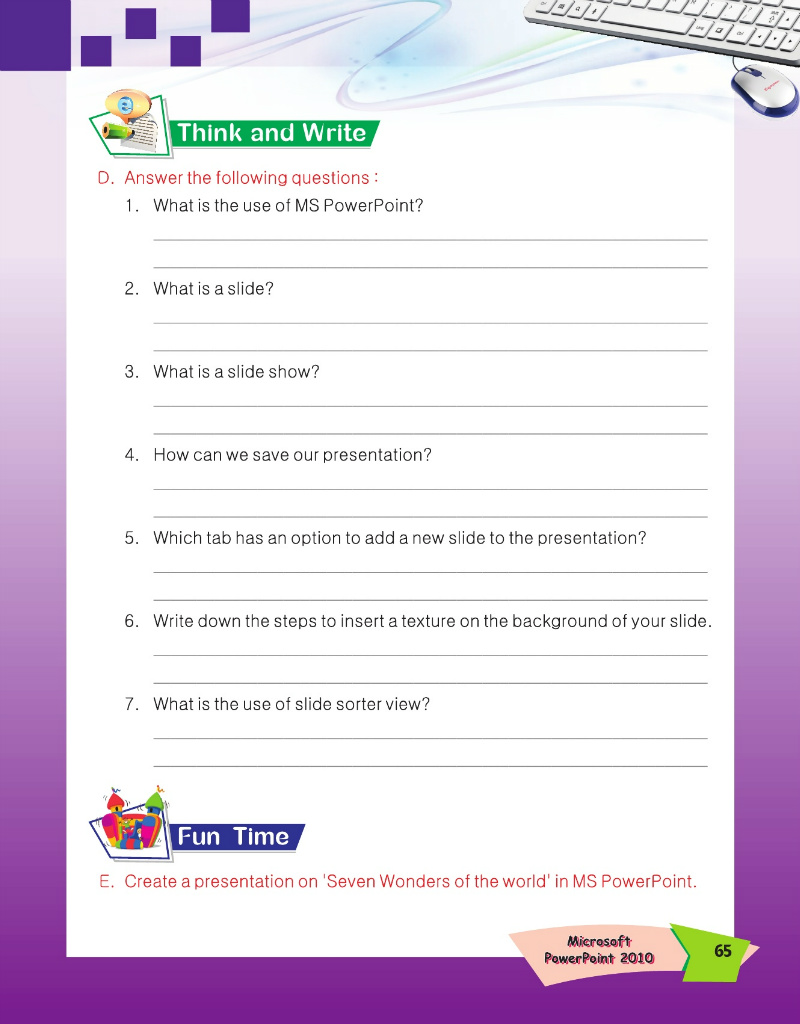 Think and Write
D. Answer the following questions :
1. What is the use of MS PowerPoint?
2. What is a slide?
3. What is a slide show?
4. How can we save our presentation?
5. Which tab has an option to add a new slide to the presentation?
6. Write down the steps to insert a texture on the background of your slide.
7. What is the use of slide sorter view?
Fun Time
E. Create a presentation on 'Seven Wonders of the world' in MS PowerPoint.
Microsoft
PowerPoint 2010
65